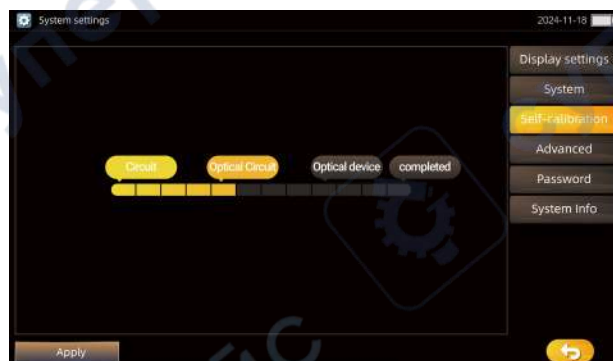 System settings
2024-11-18
Display settings
System
Self-calibration
Advanced
Password
System Info
Circuit
Optical Circuit
Optical device
completed
Apply